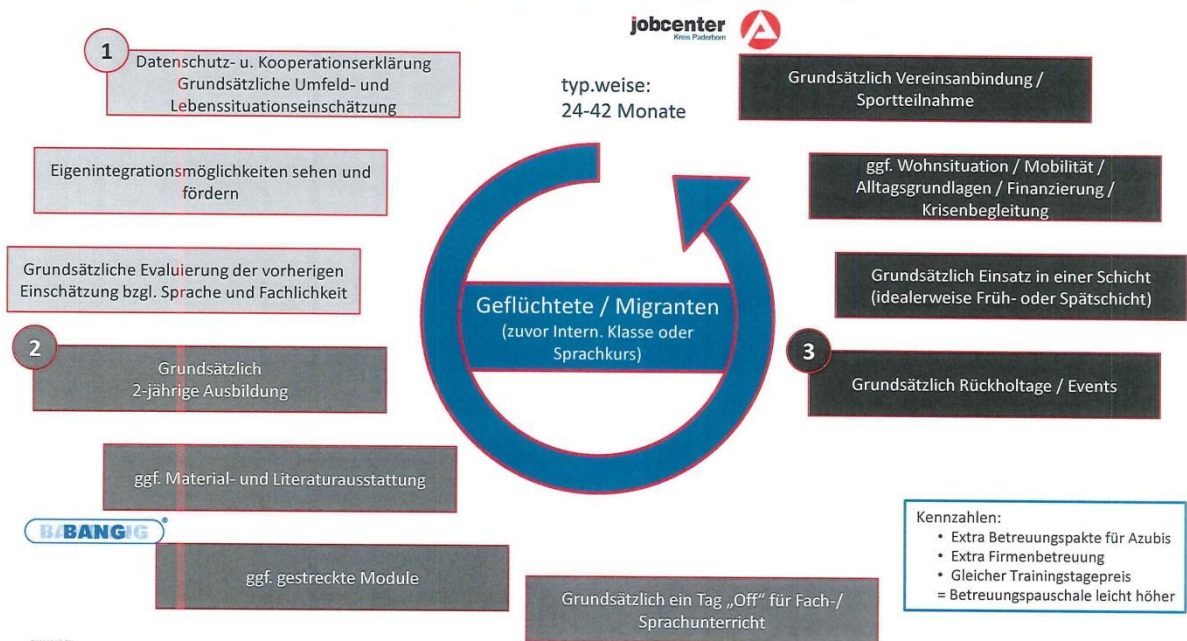 jobcenter
Kreis Paderborn
typ.weise:
24-42 Monate
1
Datenschutz- u. Kooperationserklärung
Grundsätzliche Umfeld- und
Lebenssituationseinschätzung
Eigenintegrationsmöglichkeiten sehen und
fördern
Grundsätzliche Evaluierung der vorherigen
Einschätzung bzgl. Sprache und Fachlichkeit
2
Grundsätzlich
2-jährige Ausbildung
ggf. Material- und Literaturausstattung
BANG
ggf. gestreckte Module
Grundsätzlich ein Tag „Off“ für Fach-/
Sprachunterricht
3
Grundsätzlich Rückholtage / Events
Grundsätzlich Einsatz in einer Schicht
(idealerweise Früh- oder Spätschicht)
ggf. Wohnsituation / Mobilität /
Alltagsgrundlagen / Finanzierung /
Krisenbegleitung
Grundsätzlich Vereinsanbindung /
Sportteilnahme
Geflüchtete / Migranten
(zuvor Intern. Klasse oder
Sprachkurs)
Kennzahlen:
• Extra Betreuungspakte für Azubis
• Extra Firmenbetreuung
• Gleicher Trainingstagepreis
= Betreuungspauschale leicht höher